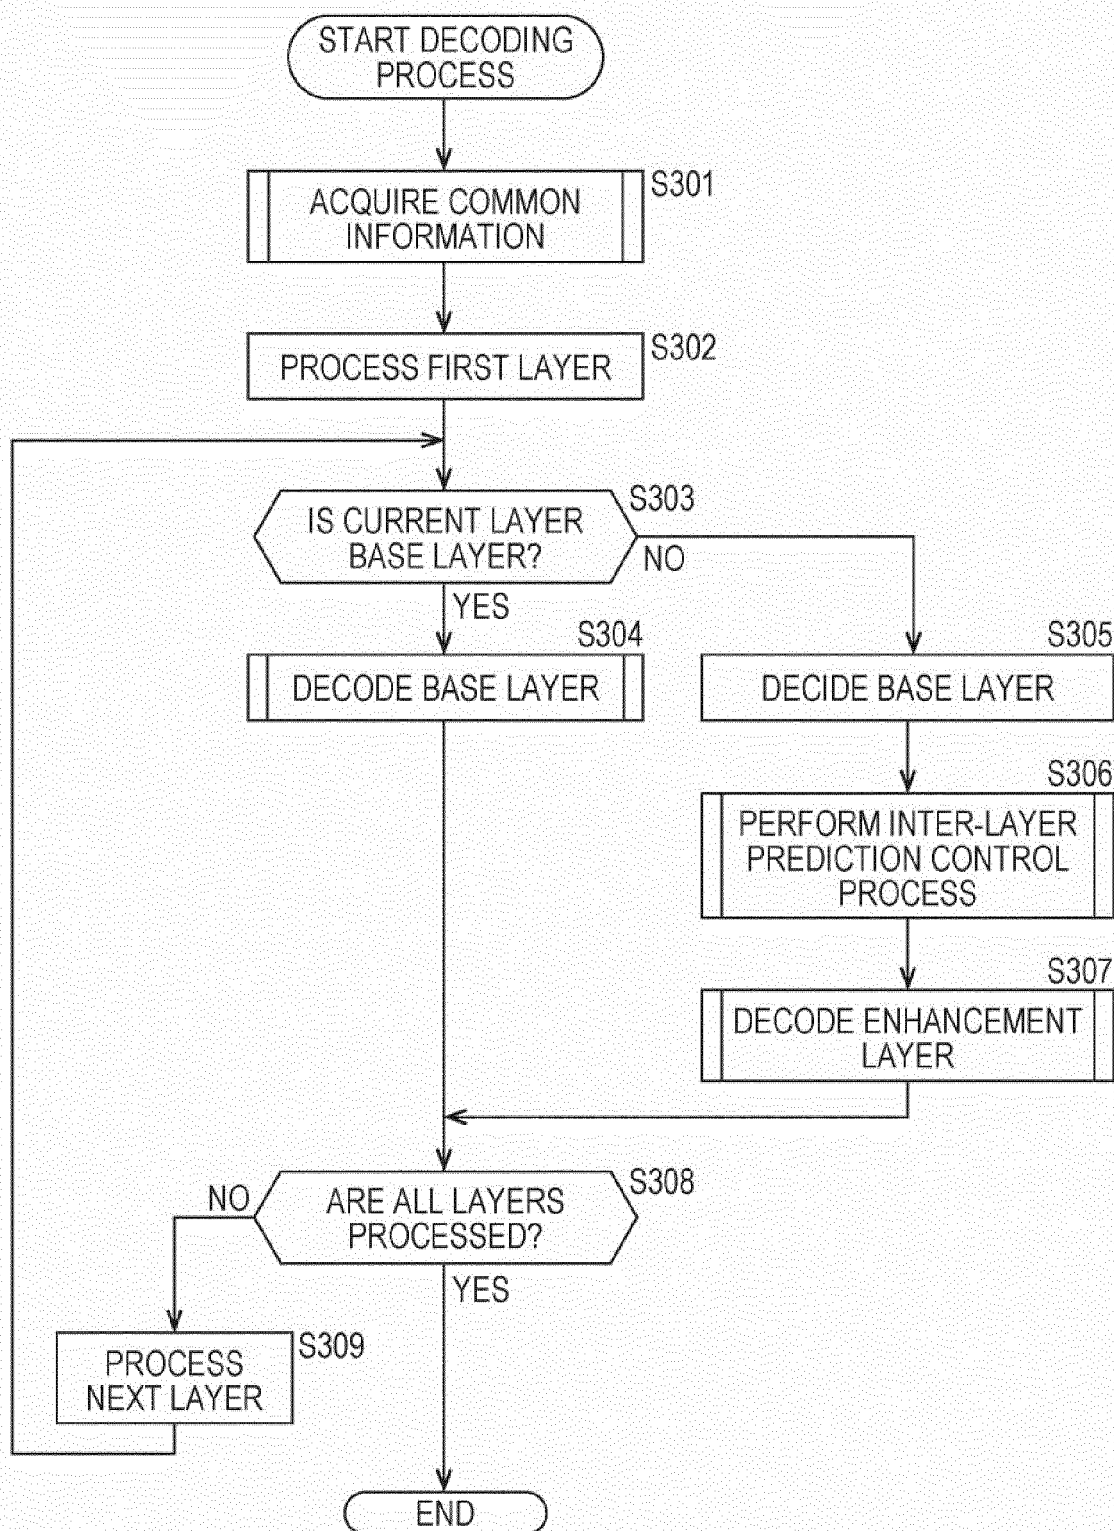 START DECODING
PROCESS
S301
ACQUIRE COMMON
INFORMATION
S302
PROCESS FIRST LAYER
S303
IS CURRENT LAYER
BASE LAYER?
NO
YES
S304
DECODE BASE LAYER
S305
DECIDE BASE LAYER
S306
PERFORM INTER-LAYER
PREDICTION CONTROL
PROCESS
S307
DECODE ENHANCEMENT
LAYER
S308
ARE ALL LAYERS
PROCESSED?
NO
YES
S309
PROCESS
NEXT LAYER
END